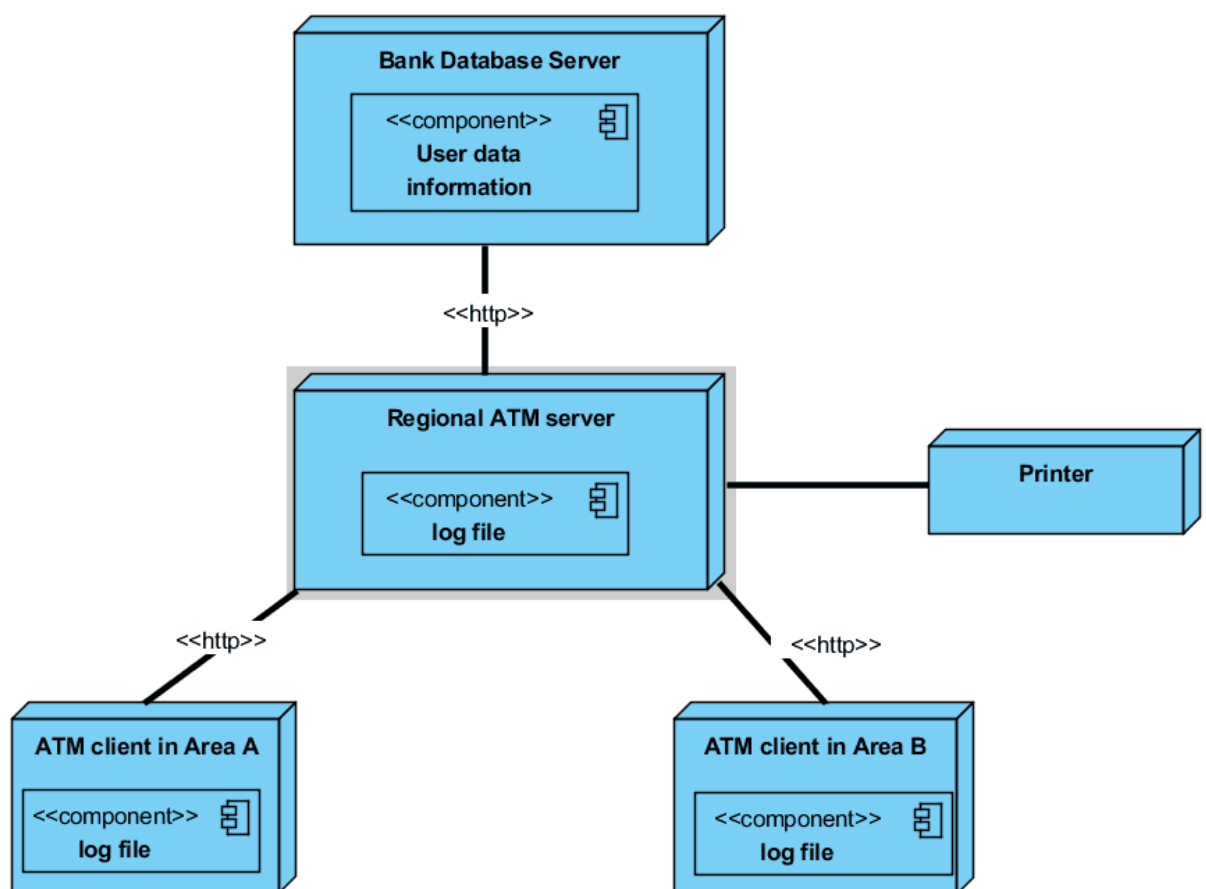 Bank Database Server
<<component>>
User data
information
<<http>>
Regional ATM server
<<component>>
log file
Printer
<<http>>
<<http>>
ATM client in Area A
<<component>>
log file
ATM client in Area B
<<component>>
log file